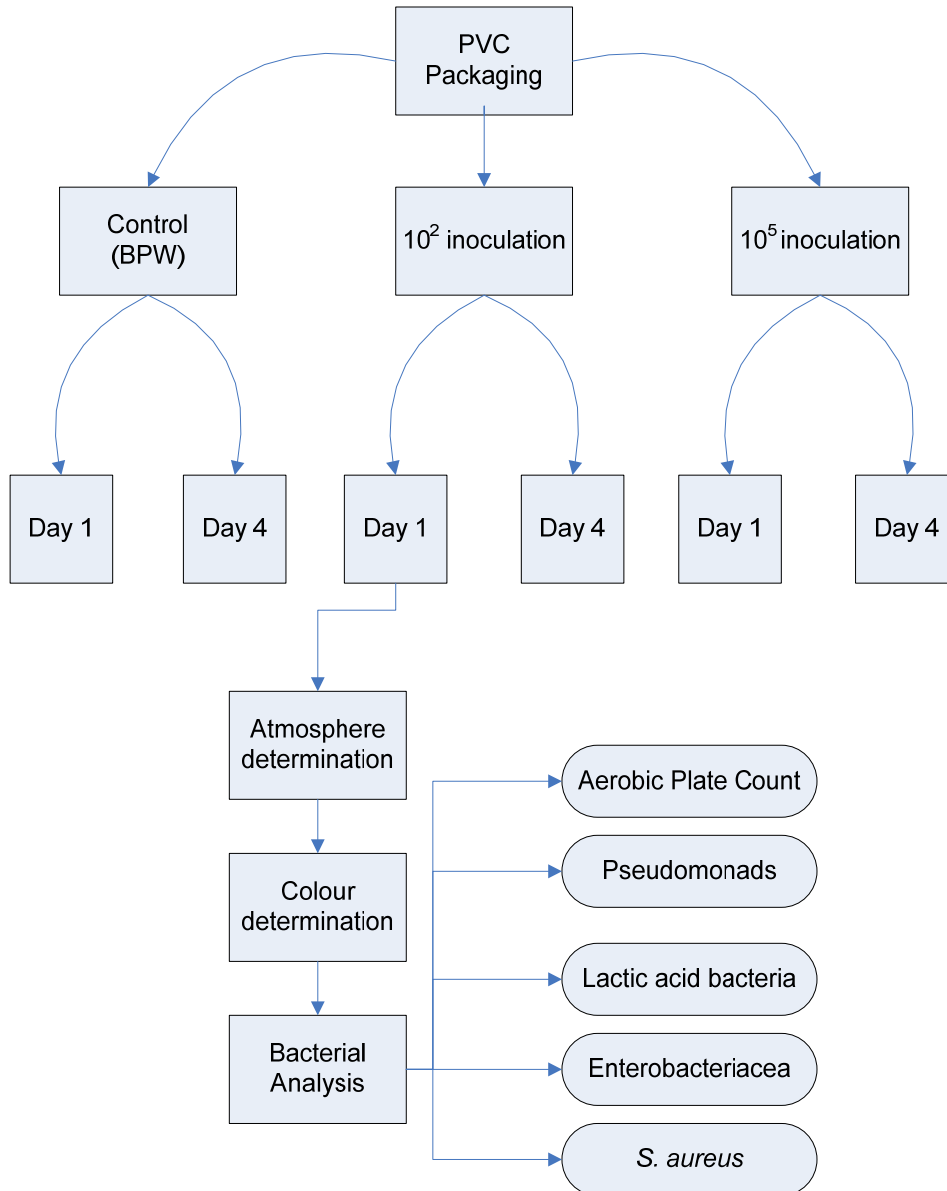 PVC
Packaging
Control
(BPW)
10² inoculation
10⁵ inoculation
Day 1
Day 4
Day 1
Day 4
Day 1
Day 4
Atmosphere
determination
Colour
determination
Bacterial
Analysis
Aerobic Plate Count
Pseudomonads
Lactic acid bacteria
Enterobacteriacea
S. aureus